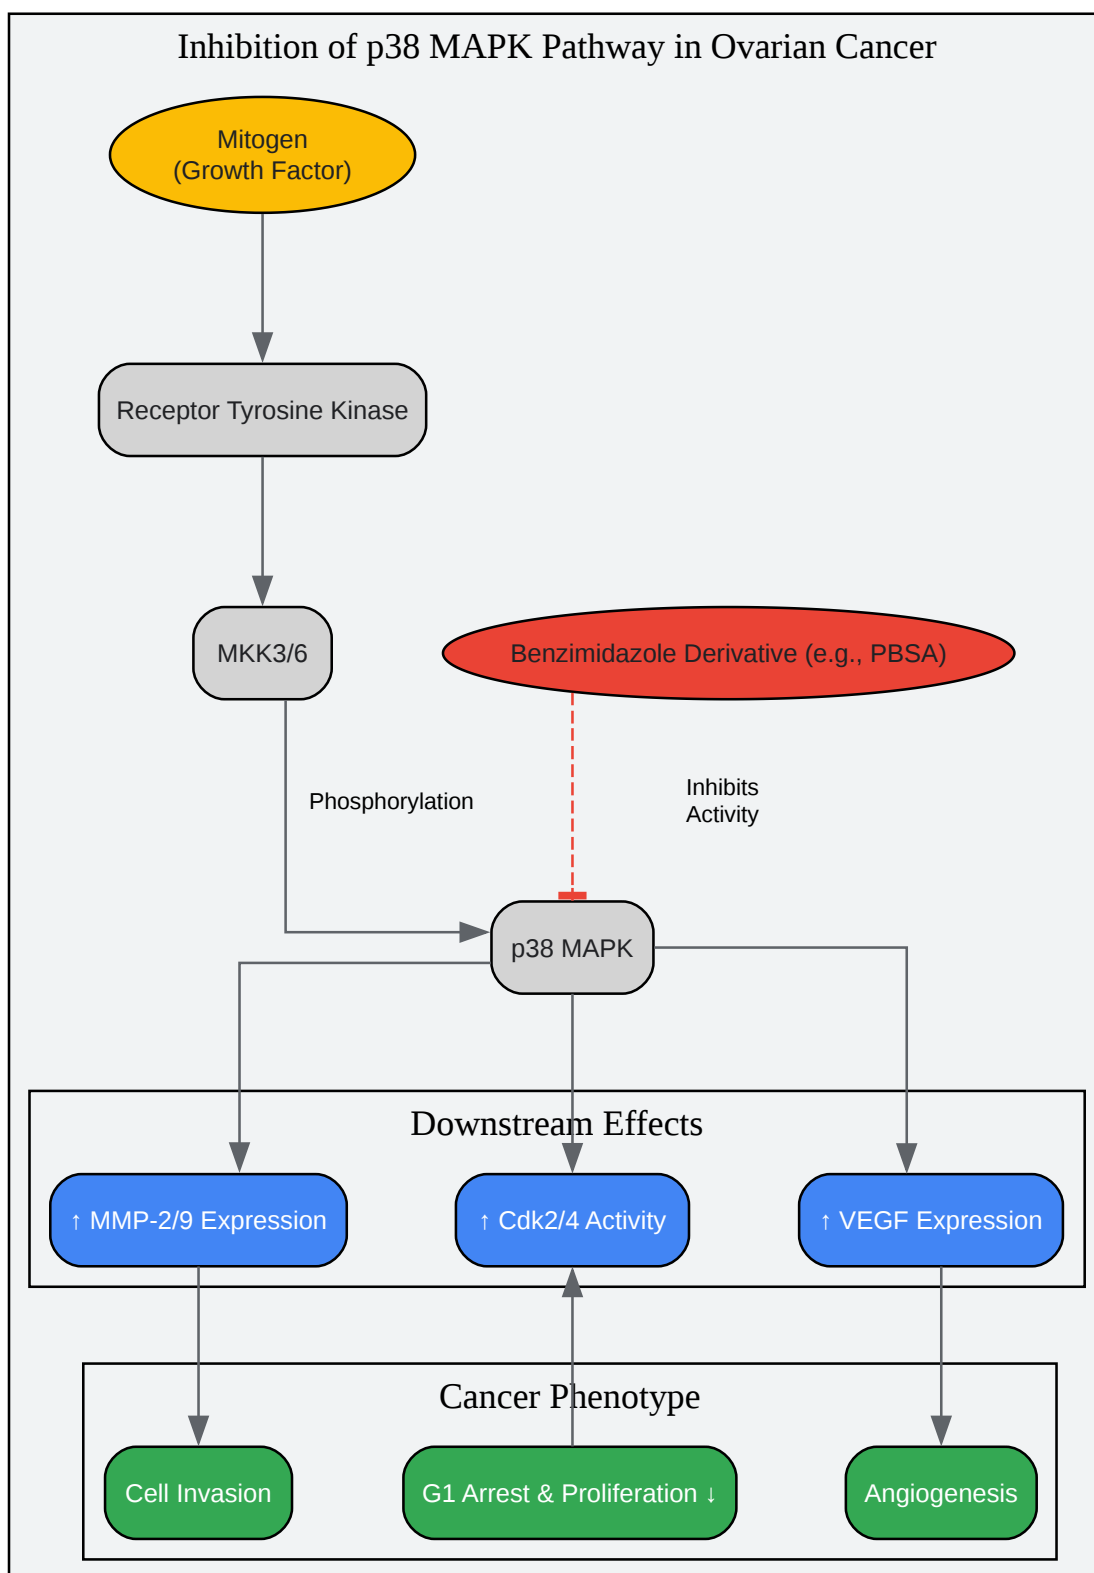 Inhibition of p38 MAPK Pathway in Ovarian Cancer
Mitogen
(Growth Factor)
Receptor Tyrosine Kinase
MKK3/6
Benzimidazole Derivative (e.g., PBSA)
Phosphorylation
Inhibits
Activity
p38 MAPK
Downstream Effects
↑ MMP-2/9 Expression
↑ Cdk2/4 Activity
↑ VEGF Expression
Cancer Phenotype
Cell Invasion
G1 Arrest & Proliferation ↓
Angiogenesis